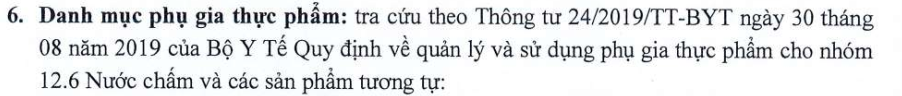 6. Danh mục phụ gia thực phẩm: tra cứu theo Thông tư 24/2019/TT-BYT ngày 30 tháng
08 năm 2019 của Bộ Y Tế Quy định về quản lý và sử dụng phụ gia thực phẩm cho nhóm
12.6 Nước chấm và các sản phẩm tương tự: